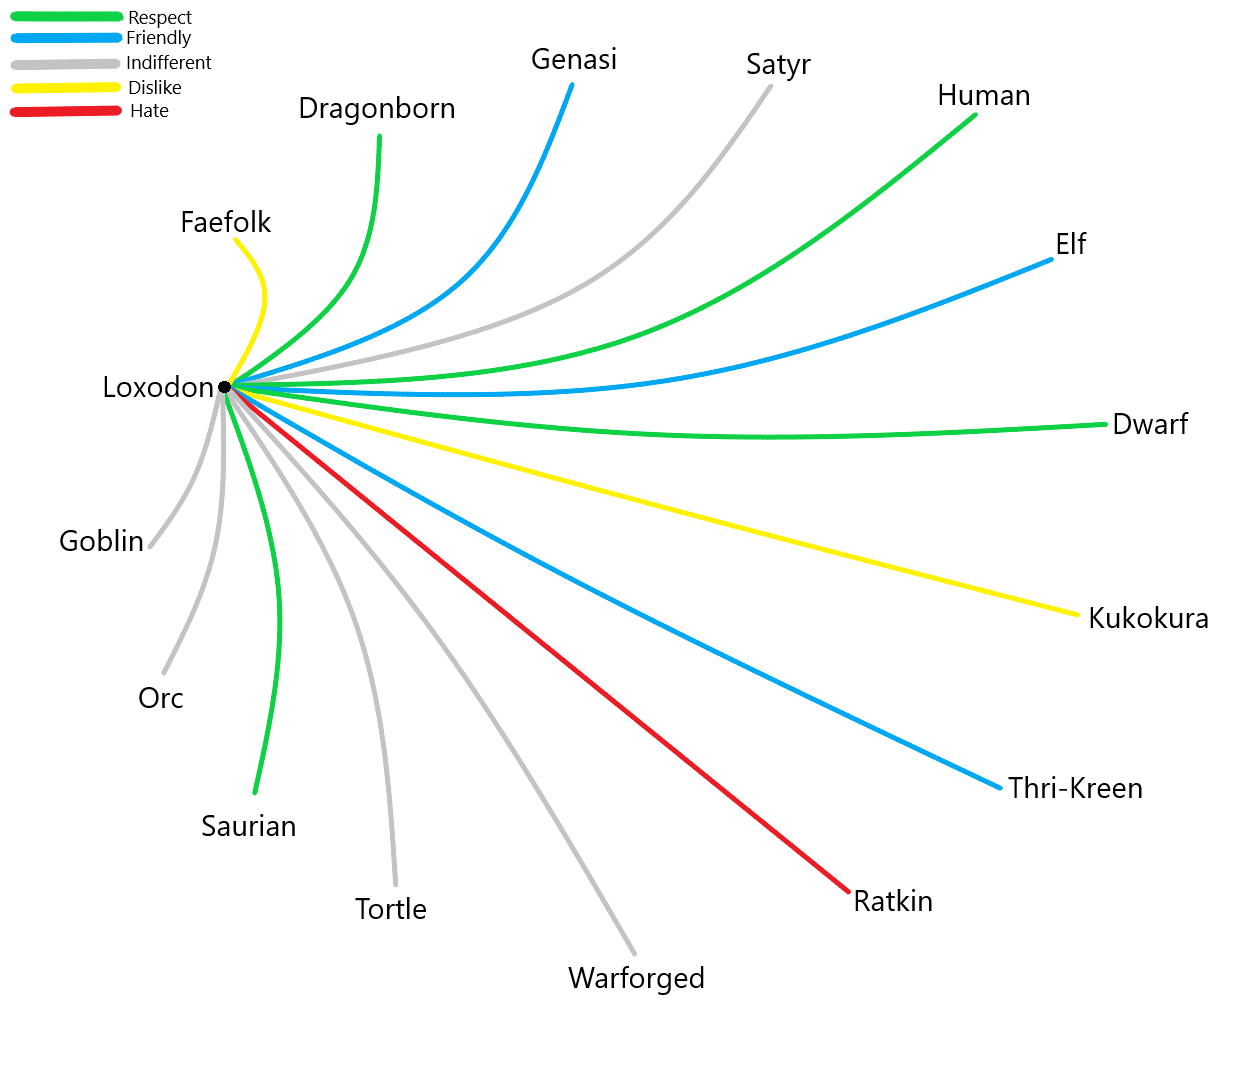 Respect
Friendly
Indifferent
Dislike
Hate
Genasi
Satyr
Human
Dragonborn
Faefolk
Elf
Loxodon
Dwarf
Goblin
Kukokura
Orc
Thri-Kreen
Saurian
Ratkin
Tortle
Warforged